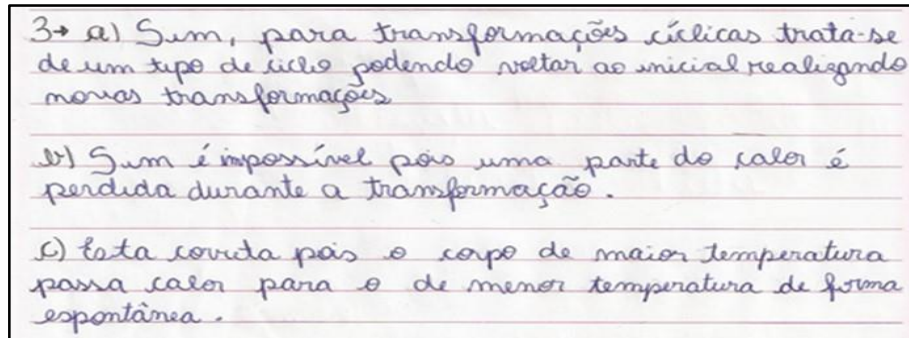 3→ a) Sim, para transformações cíclicas trata-se
de um tipo de ciclo podendo voltar ao inicial realizando
novas transformações
b) Sim é impossível pois uma parte do calor é
perdida durante a transformação.
c) Esta correta pois o corpo de maior temperatura
passa calor para o de menor temperatura de forma
espontânea.